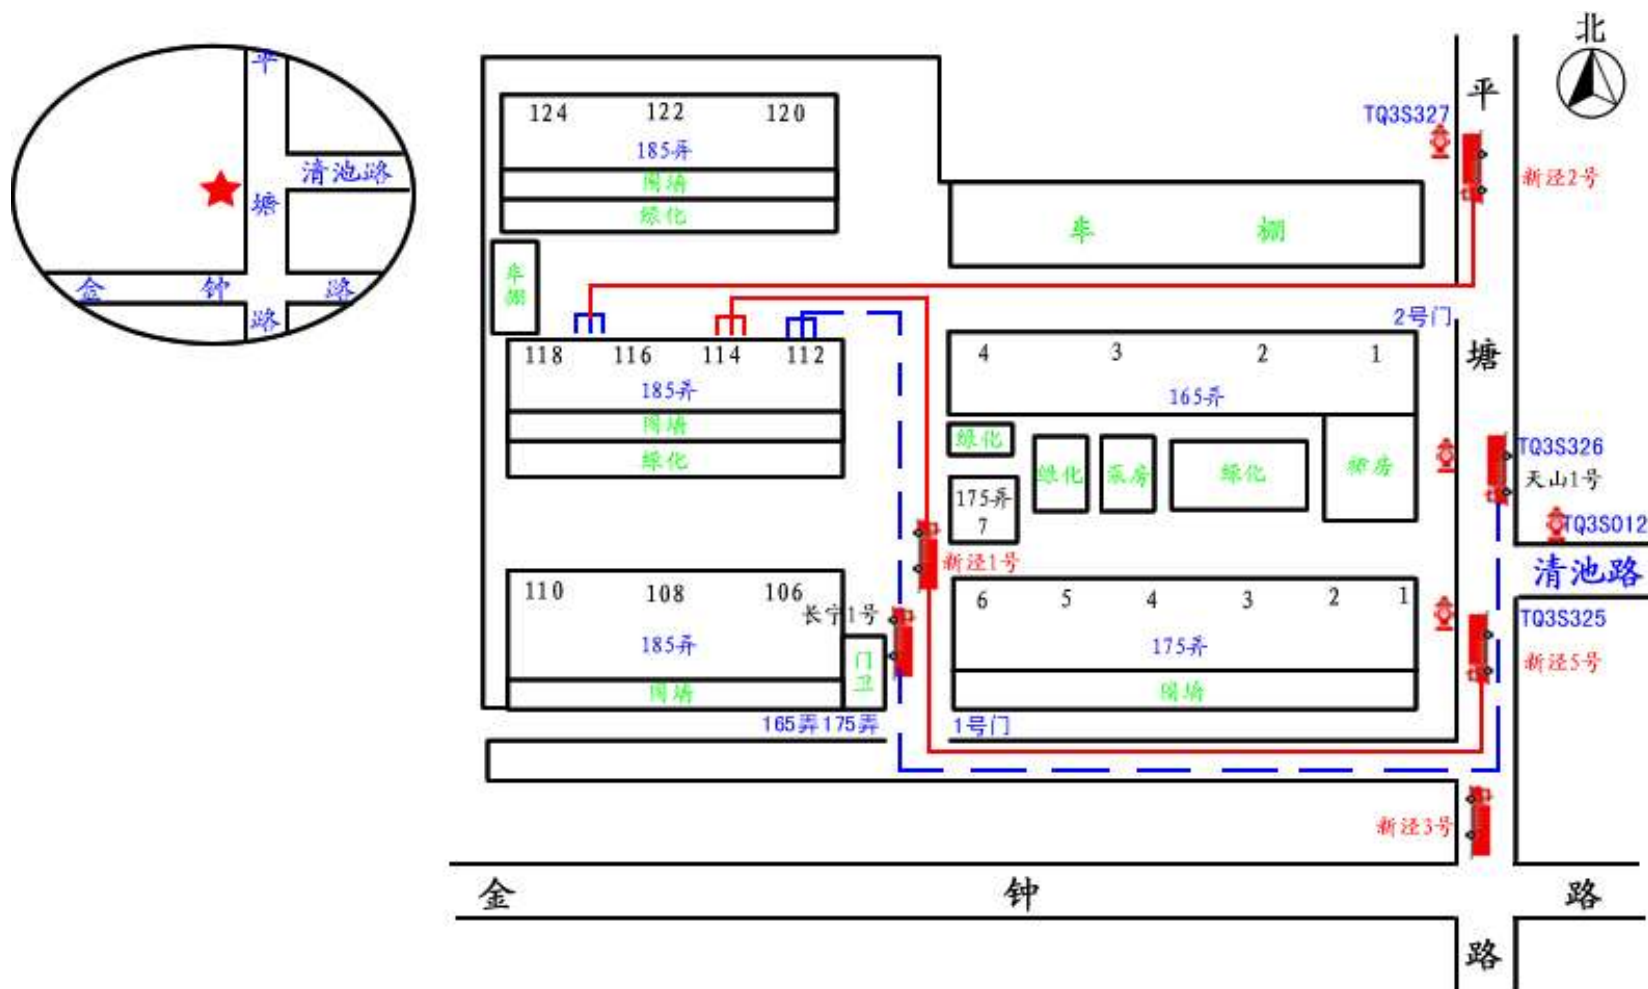 北
平
塘
路
清池路
金 钟 路
平
塘
路
TQ3S327
新泾2号
124 122 120
185弄
围墙
绿化
车棚
车 棚
2号门
118 116 114 112
185弄
围墙
绿化
4 3 2 1
165弄
绿化
绿化
泵房
绿化
175弄
7
TQ3S326
天山1号
TQ3S012
清池路
新泾1号
长宁1号
110 108 106
185弄
围墙
门卫
6 5 4 3 2 1
175弄
围墙
TQ3S325
新泾5号
165弄175弄
1号门
新泾3号
金 钟 路